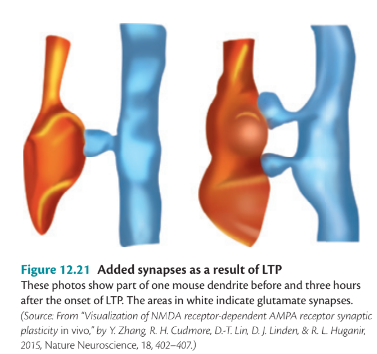 Figure 12.21 Added synapses as a result of LTP
These photos show part of one mouse dendrite before and three hours
after the onset of LTP. The areas in white indicate glutamate synapses.
(Source: From “Visualization of NMDA receptor-dependent AMPA receptor synaptic
plasticity in vivo,” by Y. Zhang, R. H. Cudmore, D.-T. Lin, D. J. Linden, & R. L. Huganir,
2015, Nature Neuroscience, 18, 402–407.)